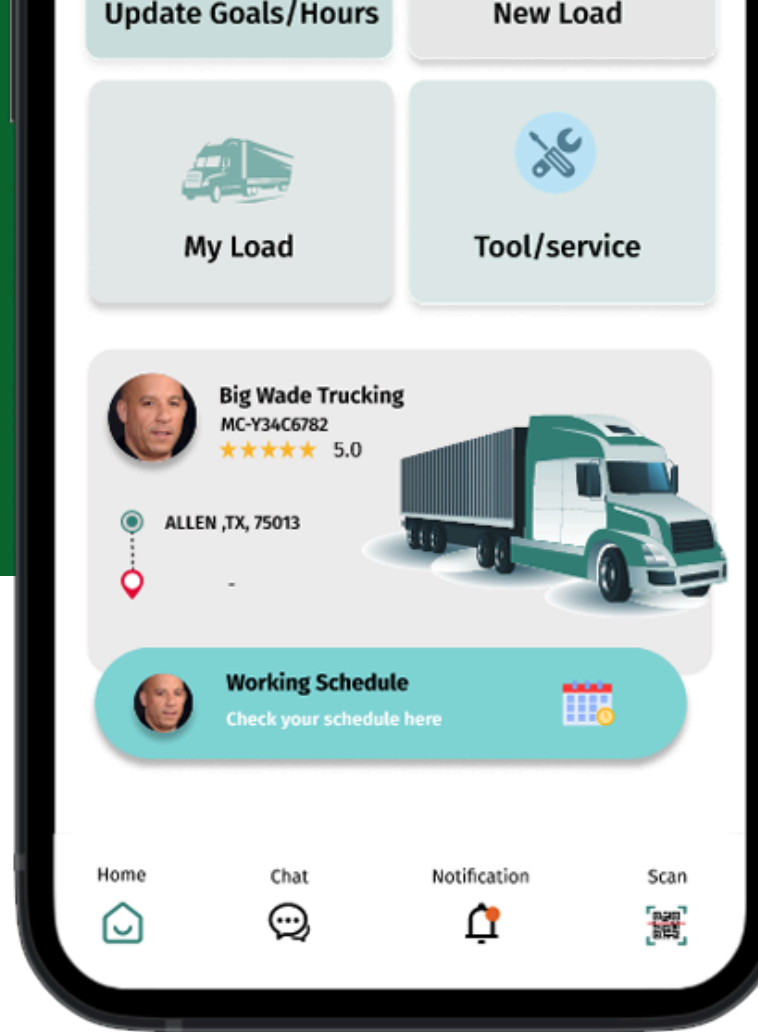 Update Goals/Hours
New Load
My Load
Tool/service
Big Wade Trucking
MC-Y34C6782
5.0
ALLEN ,TX, 75013
-
Working Schedule
Check your schedule here
Home
Chat
Notification
Scan